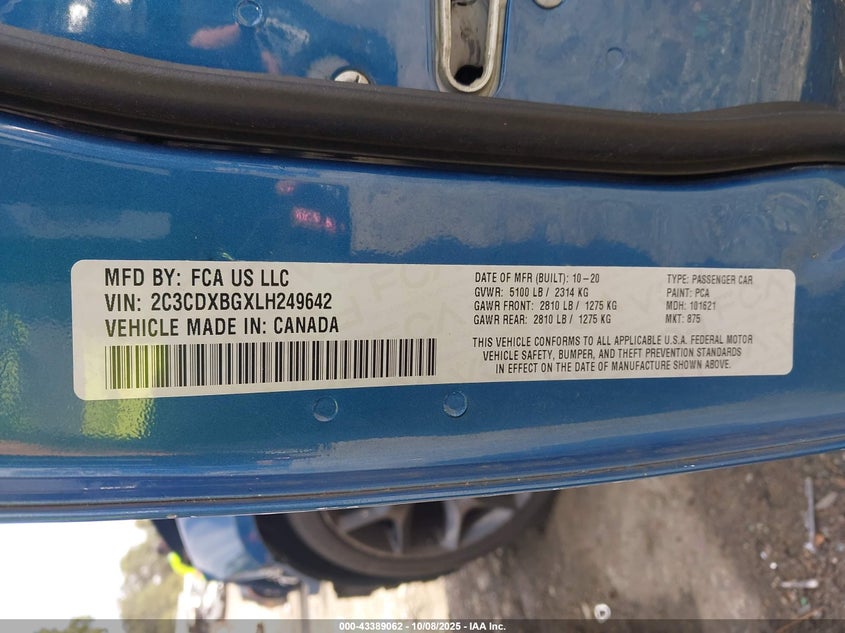 MFD BY: FCA US LLC
VIN: 2C3CDXBGXLH249642
VEHICLE MADE IN: CANADA
DATE OF MFR (BUILT): 10-20
GVWR: 5100 LB / 2314 KG
GAWR FRONT: 2810 LB / 1275 KG
GAWR REAR: 2810 LB / 1275 KG
TYPE: PASSENGER CAR
PAINT: PCA
MDH: 101621
MKT: 875
THIS VEHICLE CONFORMS TO ALL APPLICABLE U.S.A. FEDERAL MOTOR
VEHICLE SAFETY, BUMPER, AND THEFT PREVENTION STANDARDS
IN EFFECT ON THE DATE OF MANUFACTURE SHOWN ABOVE.
000-43389062 - 10/08/2025 - IAA Inc.